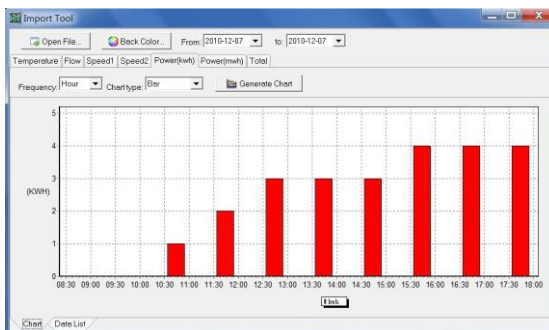 Import Tool
Open File... Back Color... From: 2010-12-07 to: 2010-12-07
Temperature Flow Speed1 Speed2 Power(kwh) Power(mwh) Total
Frequency: Hour Chart type: Bar Generate Chart
5
4
3
(KWH)
2
1
0
08:30 09:00 09:30 10:00 10:30 11:00 11:30 12:00 12:30 13:00 13:30 14:00 14:30 15:00 15:30 16:00 16:30 17:00 17:30 18:00
kwh
Chart Data List